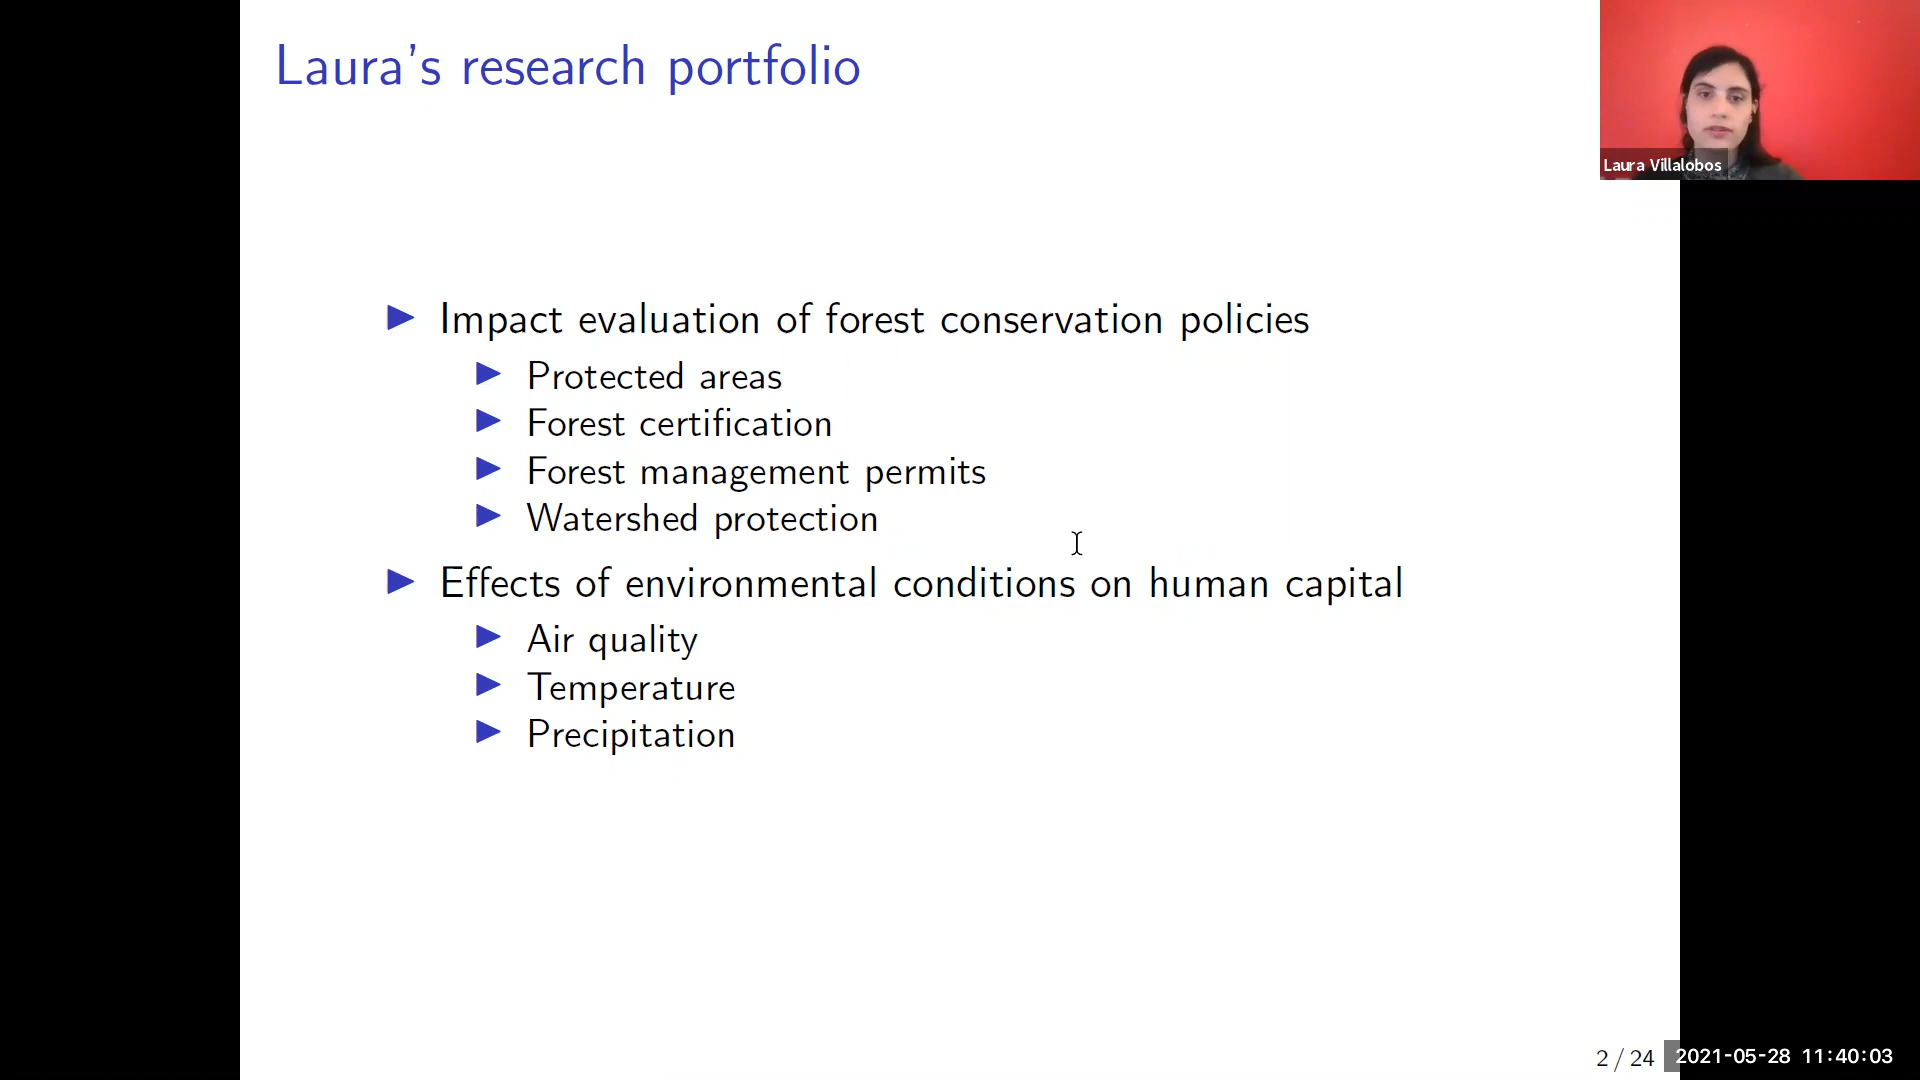 Laura's research portfolio
Laura Villalobos
Impact evaluation of forest conservation policies
Protected areas
Forest certification
Forest management permits
Watershed protection
Effects of environmental conditions on human capital
Air quality
Temperature
Precipitation
2 / 24
2021-05-28 11:40:03